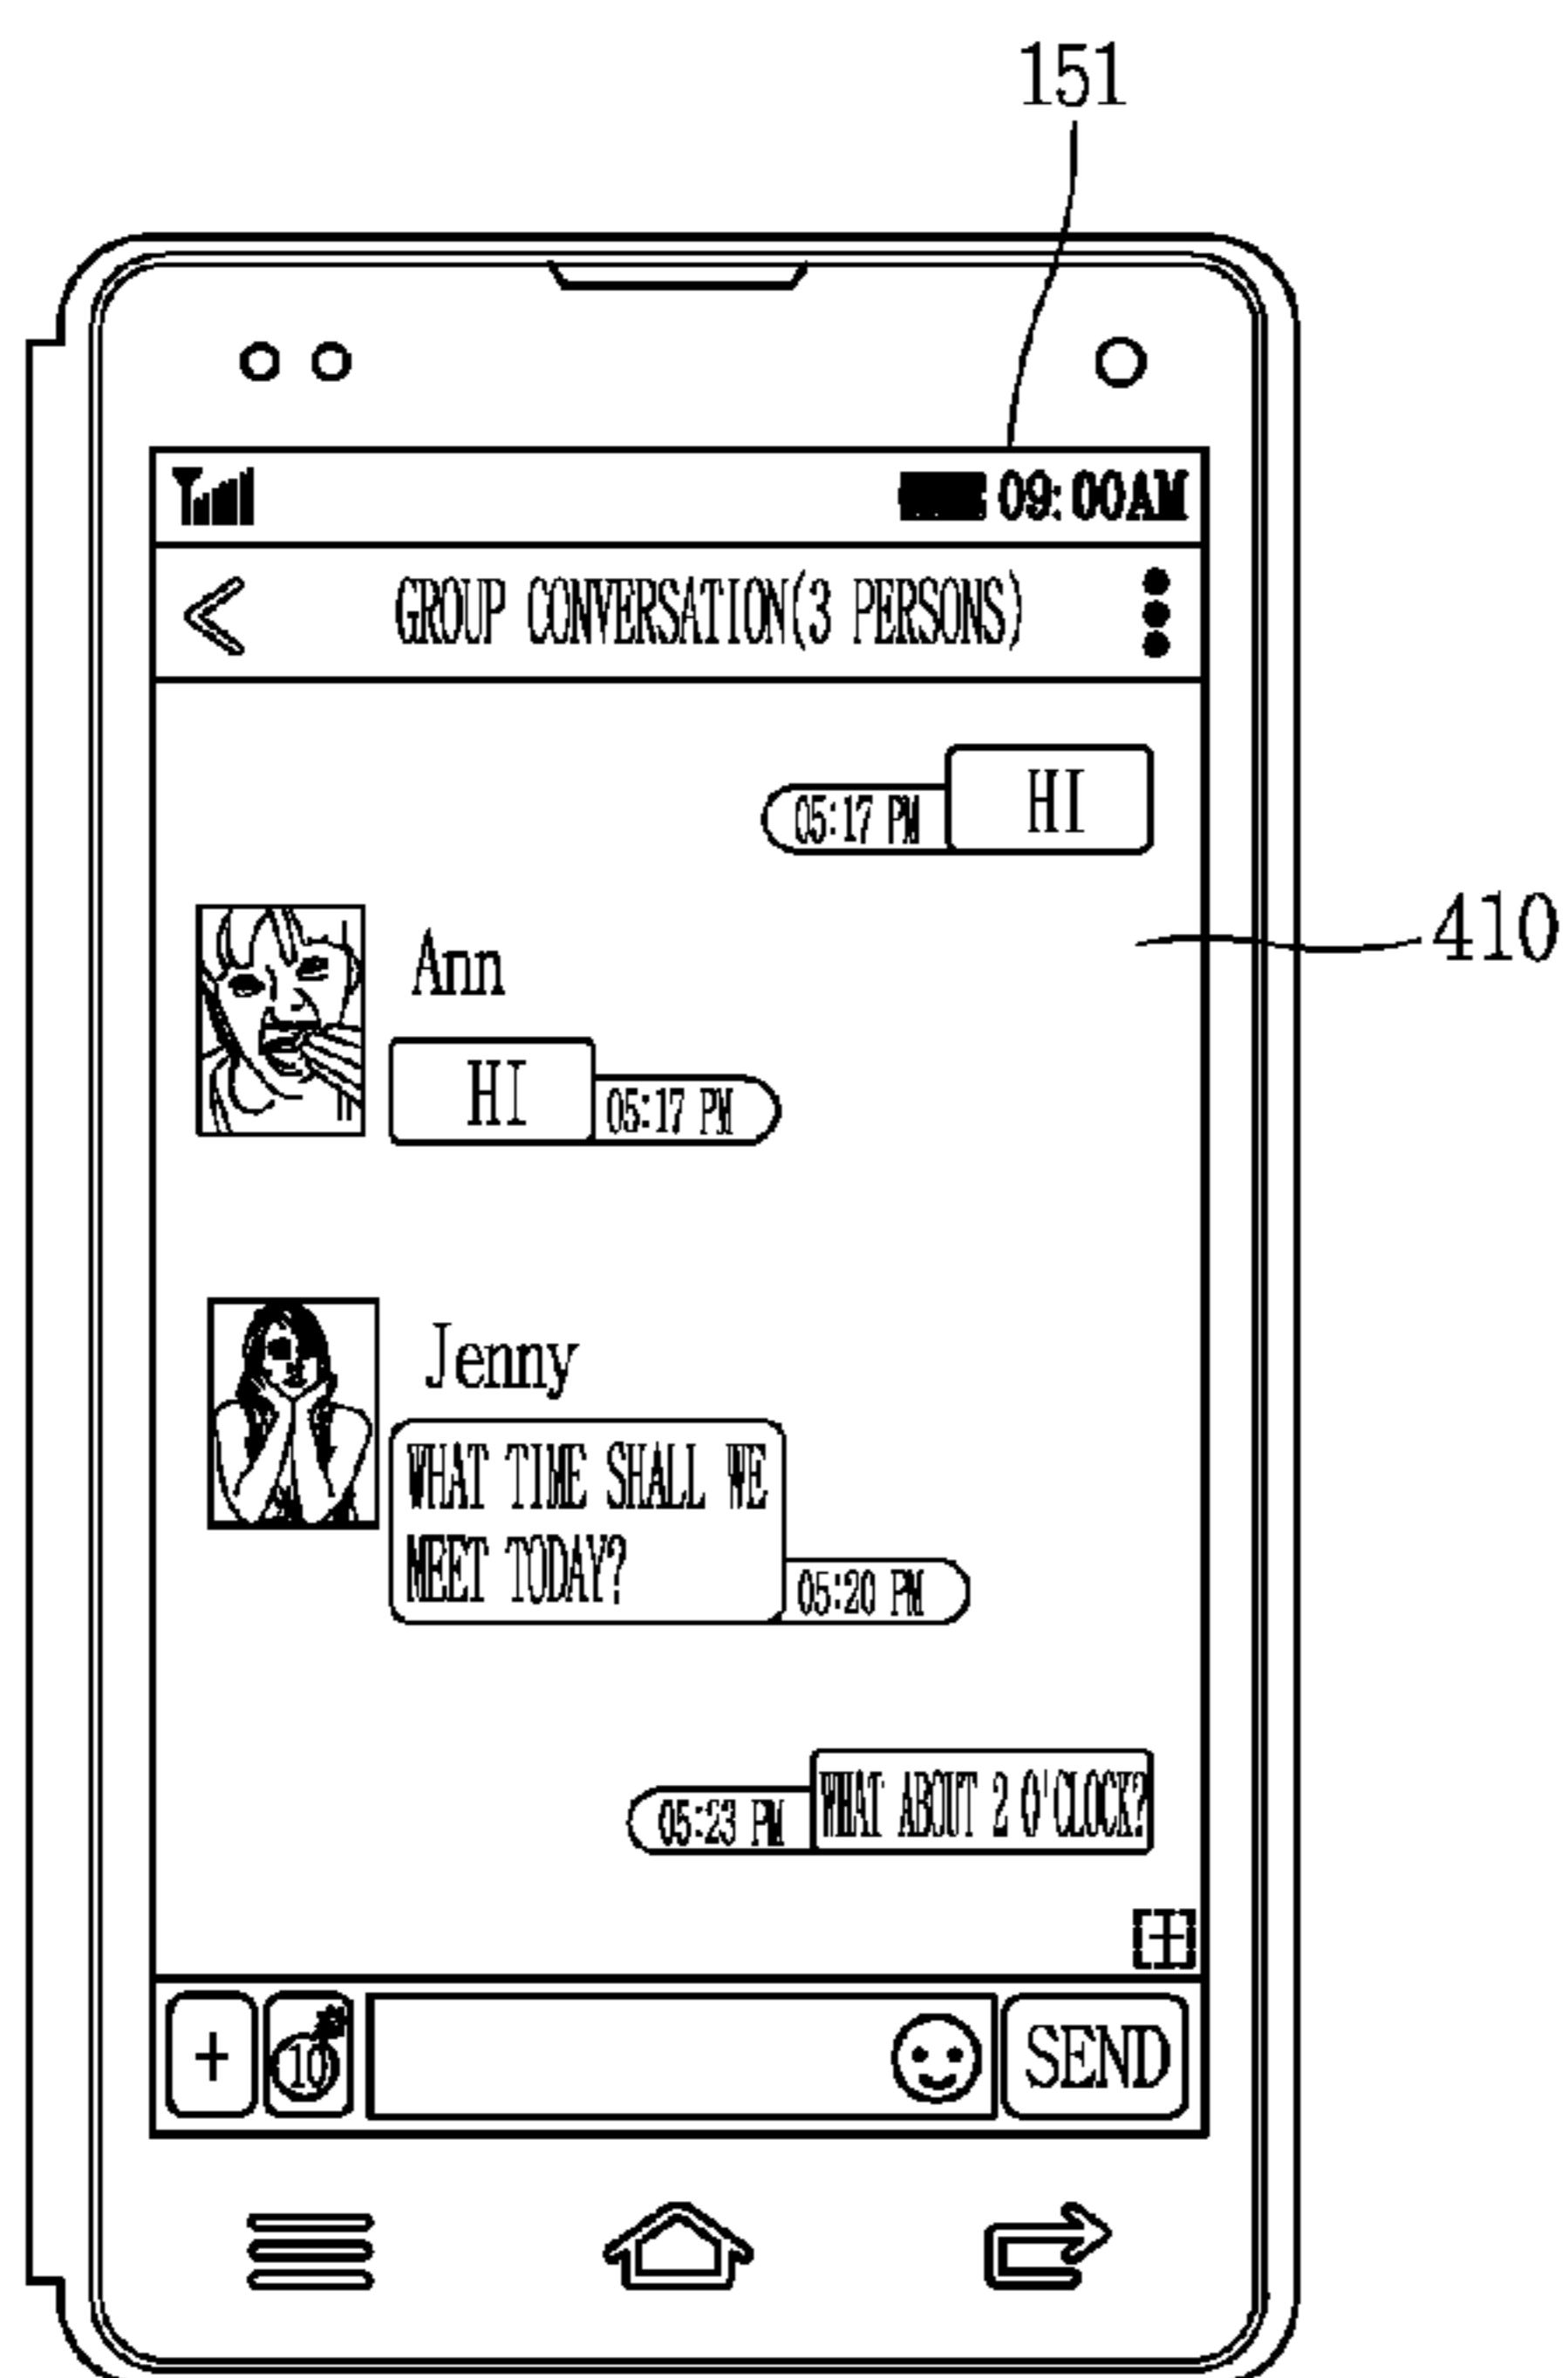 151
09:00AM
GROUP CONVERSATION(3 PERSONS)
HI
05:17 PM
410
Ann
HI
05:17 PM
Jenny
WHAT TIME SHALL WE
MEET TODAY?
05:20 PM
WHAT ABOUT 2 O'CLOCK?
05:23 PM
+
10
SEND